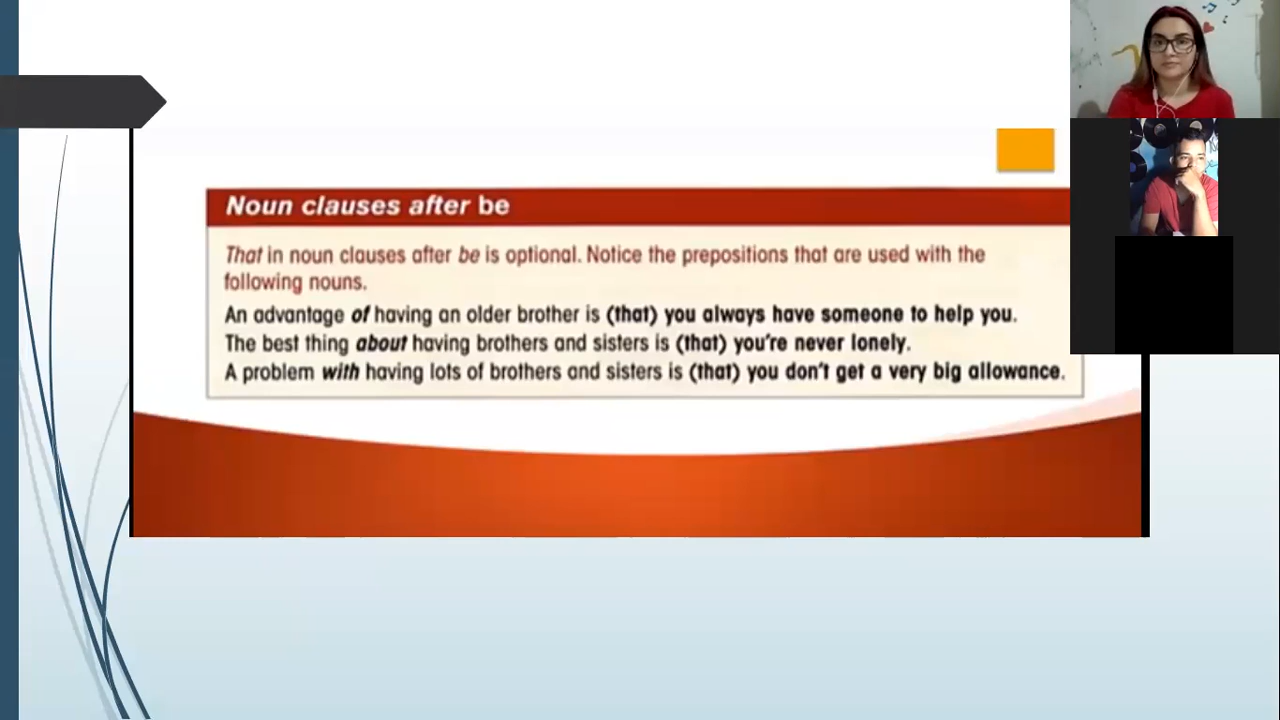 Noun clauses after be
That in noun clauses after be is optional. Notice the prepositions that are used with the
following nouns.
An advantage of having an older brother is (that) you always have someone to help you.
The best thing about having brothers and sisters is (that) you're never lonely.
A problem with having lots of brothers and sisters is (that) you don't get a very big allowance.